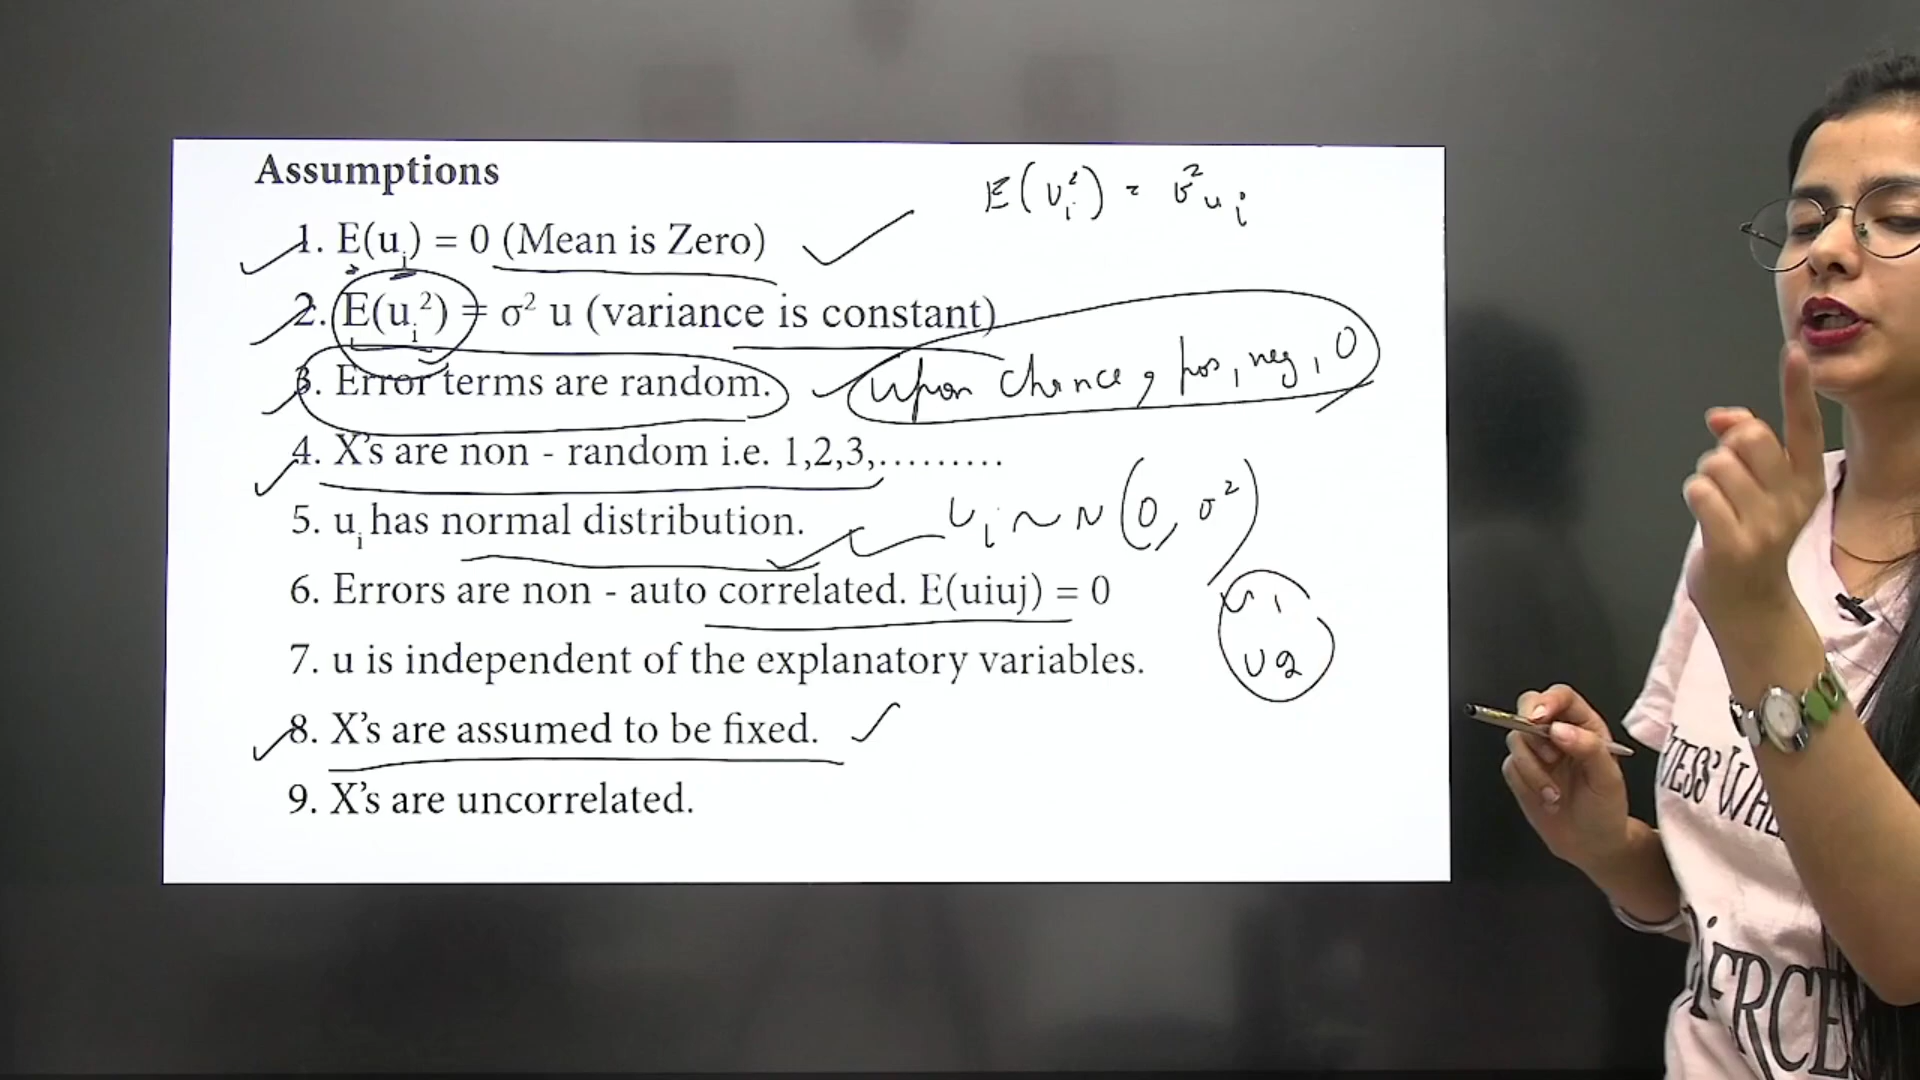 Assumptions
E(uᵢ²) = σ²uᵢ
1. E(uᵢ) = 0 (Mean is Zero)
2. E(uᵢ²) = σ² u (variance is constant)
3. Error terms are random.
upon chance, pos, neg, 0
4. X's are non - random i.e. 1,2,3,.........
5. uᵢ has normal distribution.
Uᵢ ~ N(0, σ²)
6. Errors are non - auto correlated. E(uiuj) = 0
U1
U2
7. u is independent of the explanatory variables.
8. X's are assumed to be fixed.
9. X's are uncorrelated.